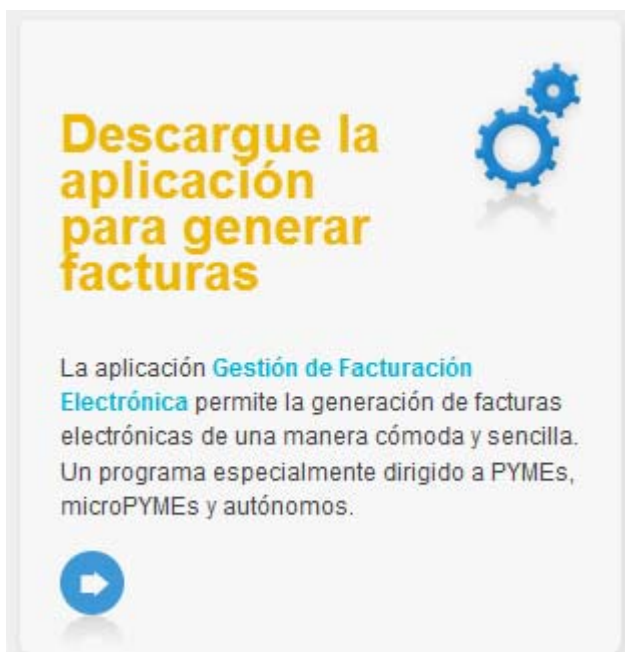 Descargue la
aplicación
para generar
facturas
La aplicación Gestión de Facturación
Electrónica permite la generación de facturas
electrónicas de una manera cómoda y sencilla.
Un programa especialmente dirigido a PYMEs,
microPYMEs y autónomos.